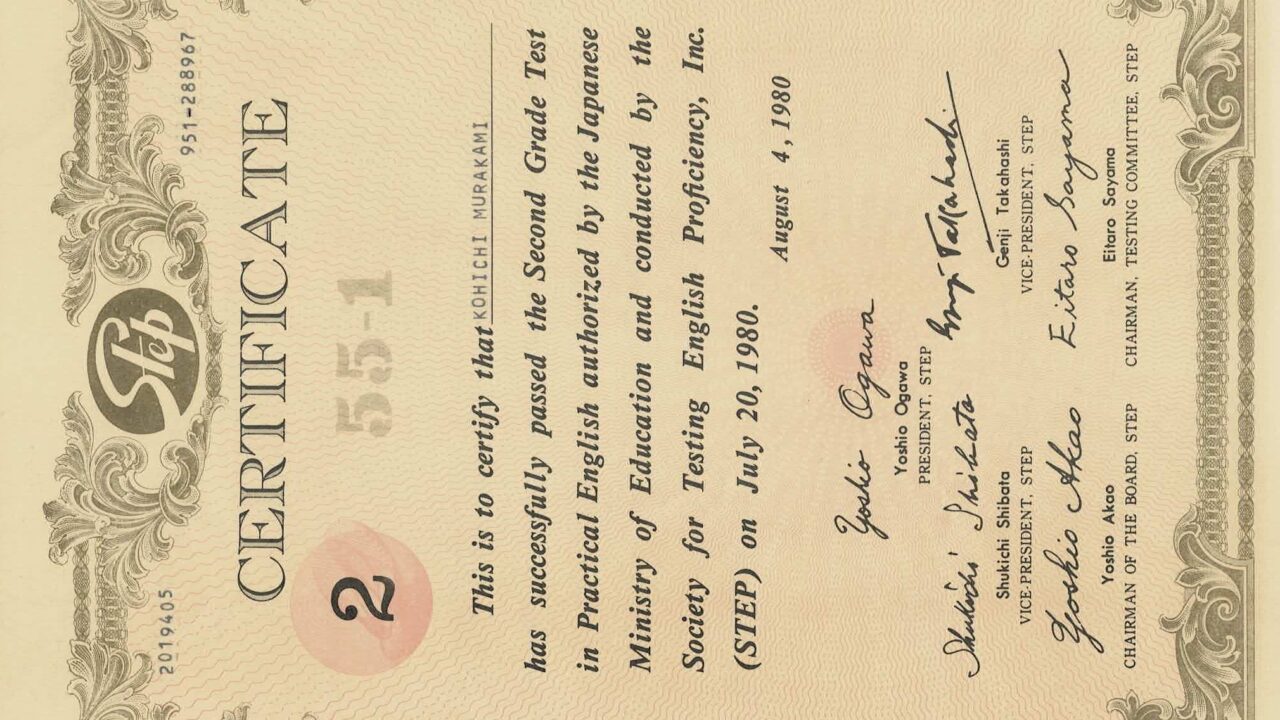 Step
2019405
951-288967
CERTIFICATE
2
55-1
This is to certify that KOHICHI MURAKAMI
has successfully passed the Second Grade Test
in Practical English authorized by the Japanese
Ministry of Education and conducted by the
Society for Testing English Proficiency, Inc.
(STEP) on July 20, 1980.
August 4, 1980
Yoshio Ogawa
Yoshio Ogawa
PRESIDENT, STEP
Shukichi Shibata
Genji Takahashi
Shukichi Shibata
Genji Takahashi
VICE-PRESIDENT, STEP
VICE-PRESIDENT, STEP
Yoshio Akao
Eitaro Sayama
Yoshio Akao
Eitaro Sayama
CHAIRMAN OF THE BOARD, STEP
CHAIRMAN, TESTING COMMITTEE, STEP